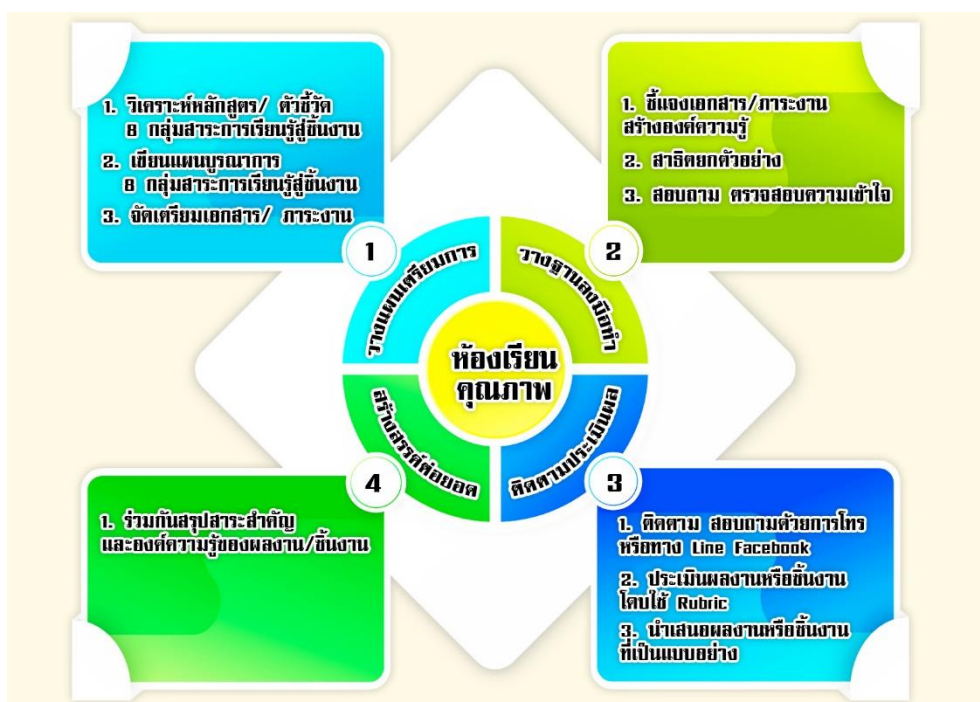 1. วิเคราะห์หลักสูตร/ ตัวชี้วัด
8 กลุ่มสาระการเรียนรู้สู่ชิ้นงาน
2. เขียนแผนบูรณาการ
8 กลุ่มสาระการเรียนรู้สู่ชิ้นงาน
3. จัดเตรียมเอกสาร/ ภาระงาน
1. ชี้แจงเอกสาร/ภาระงาน
สร้างองค์ความรู้
2. สาธิตยกตัวอย่าง
3. สอบถาม ตรวจสอบความเข้าใจ
1
วางแผนเตรียมการ
2
วางฐานลงมือทำ
ห้องเรียน
คุณภาพ
4
สร้างสรรค์ต่อยอด
3
ติดตามประเมินผล
1. ร่วมกันสรุปสาระสำคัญ
และองค์ความรู้ของผลงาน/ชิ้นงาน
1. ติดตาม สอบถามด้วยการโทร
หรือทาง Line Facebook
2. ประเมินผลงานหรือชิ้นงาน
โดบใช้ Rubric
3. นำเสนอผลงานหรือชิ้นงาน
ที่เป็นแบบอย่าง